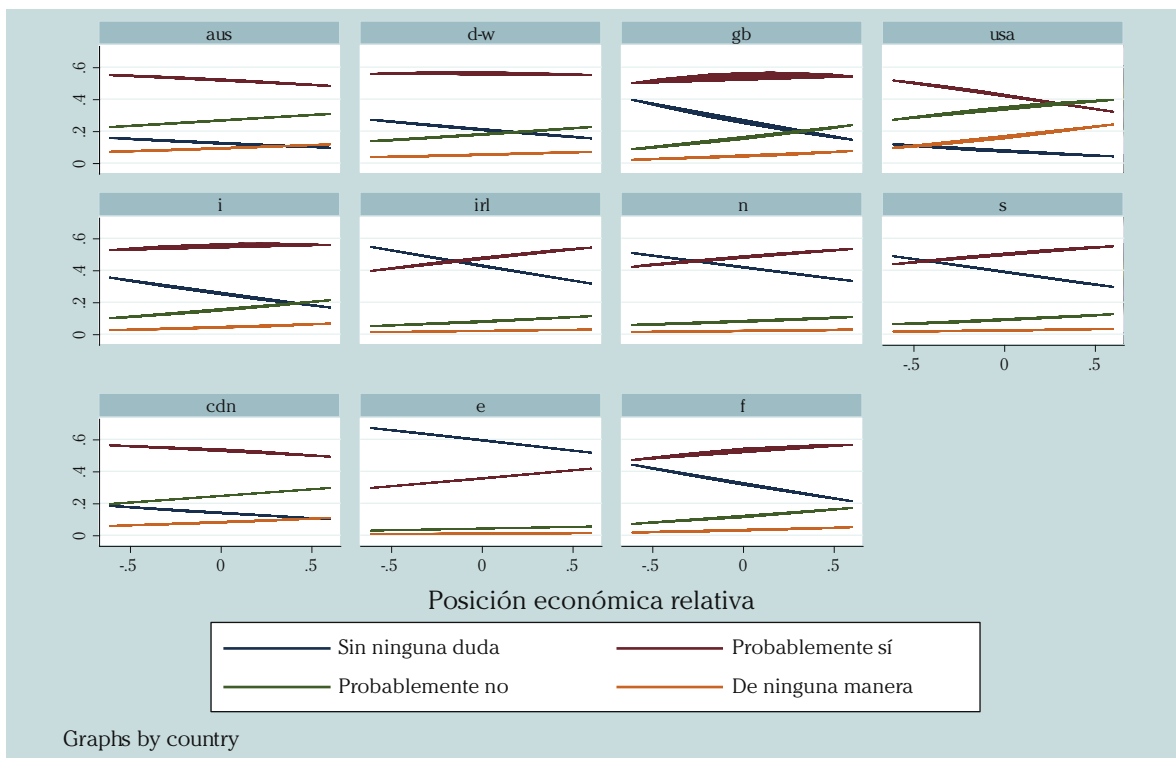 aus d-w gb usa
.6
.4
.2
0
i irl n s
.6
.4
.2
0
-.5 0 .5
cdn e f
.6
.4
.2
0
-.5 0 .5 -.5 0 .5 -.5 0 .5
Posición económica relativa
Sin ninguna duda Probablemente sí
Probablemente no De ninguna manera
Graphs by country